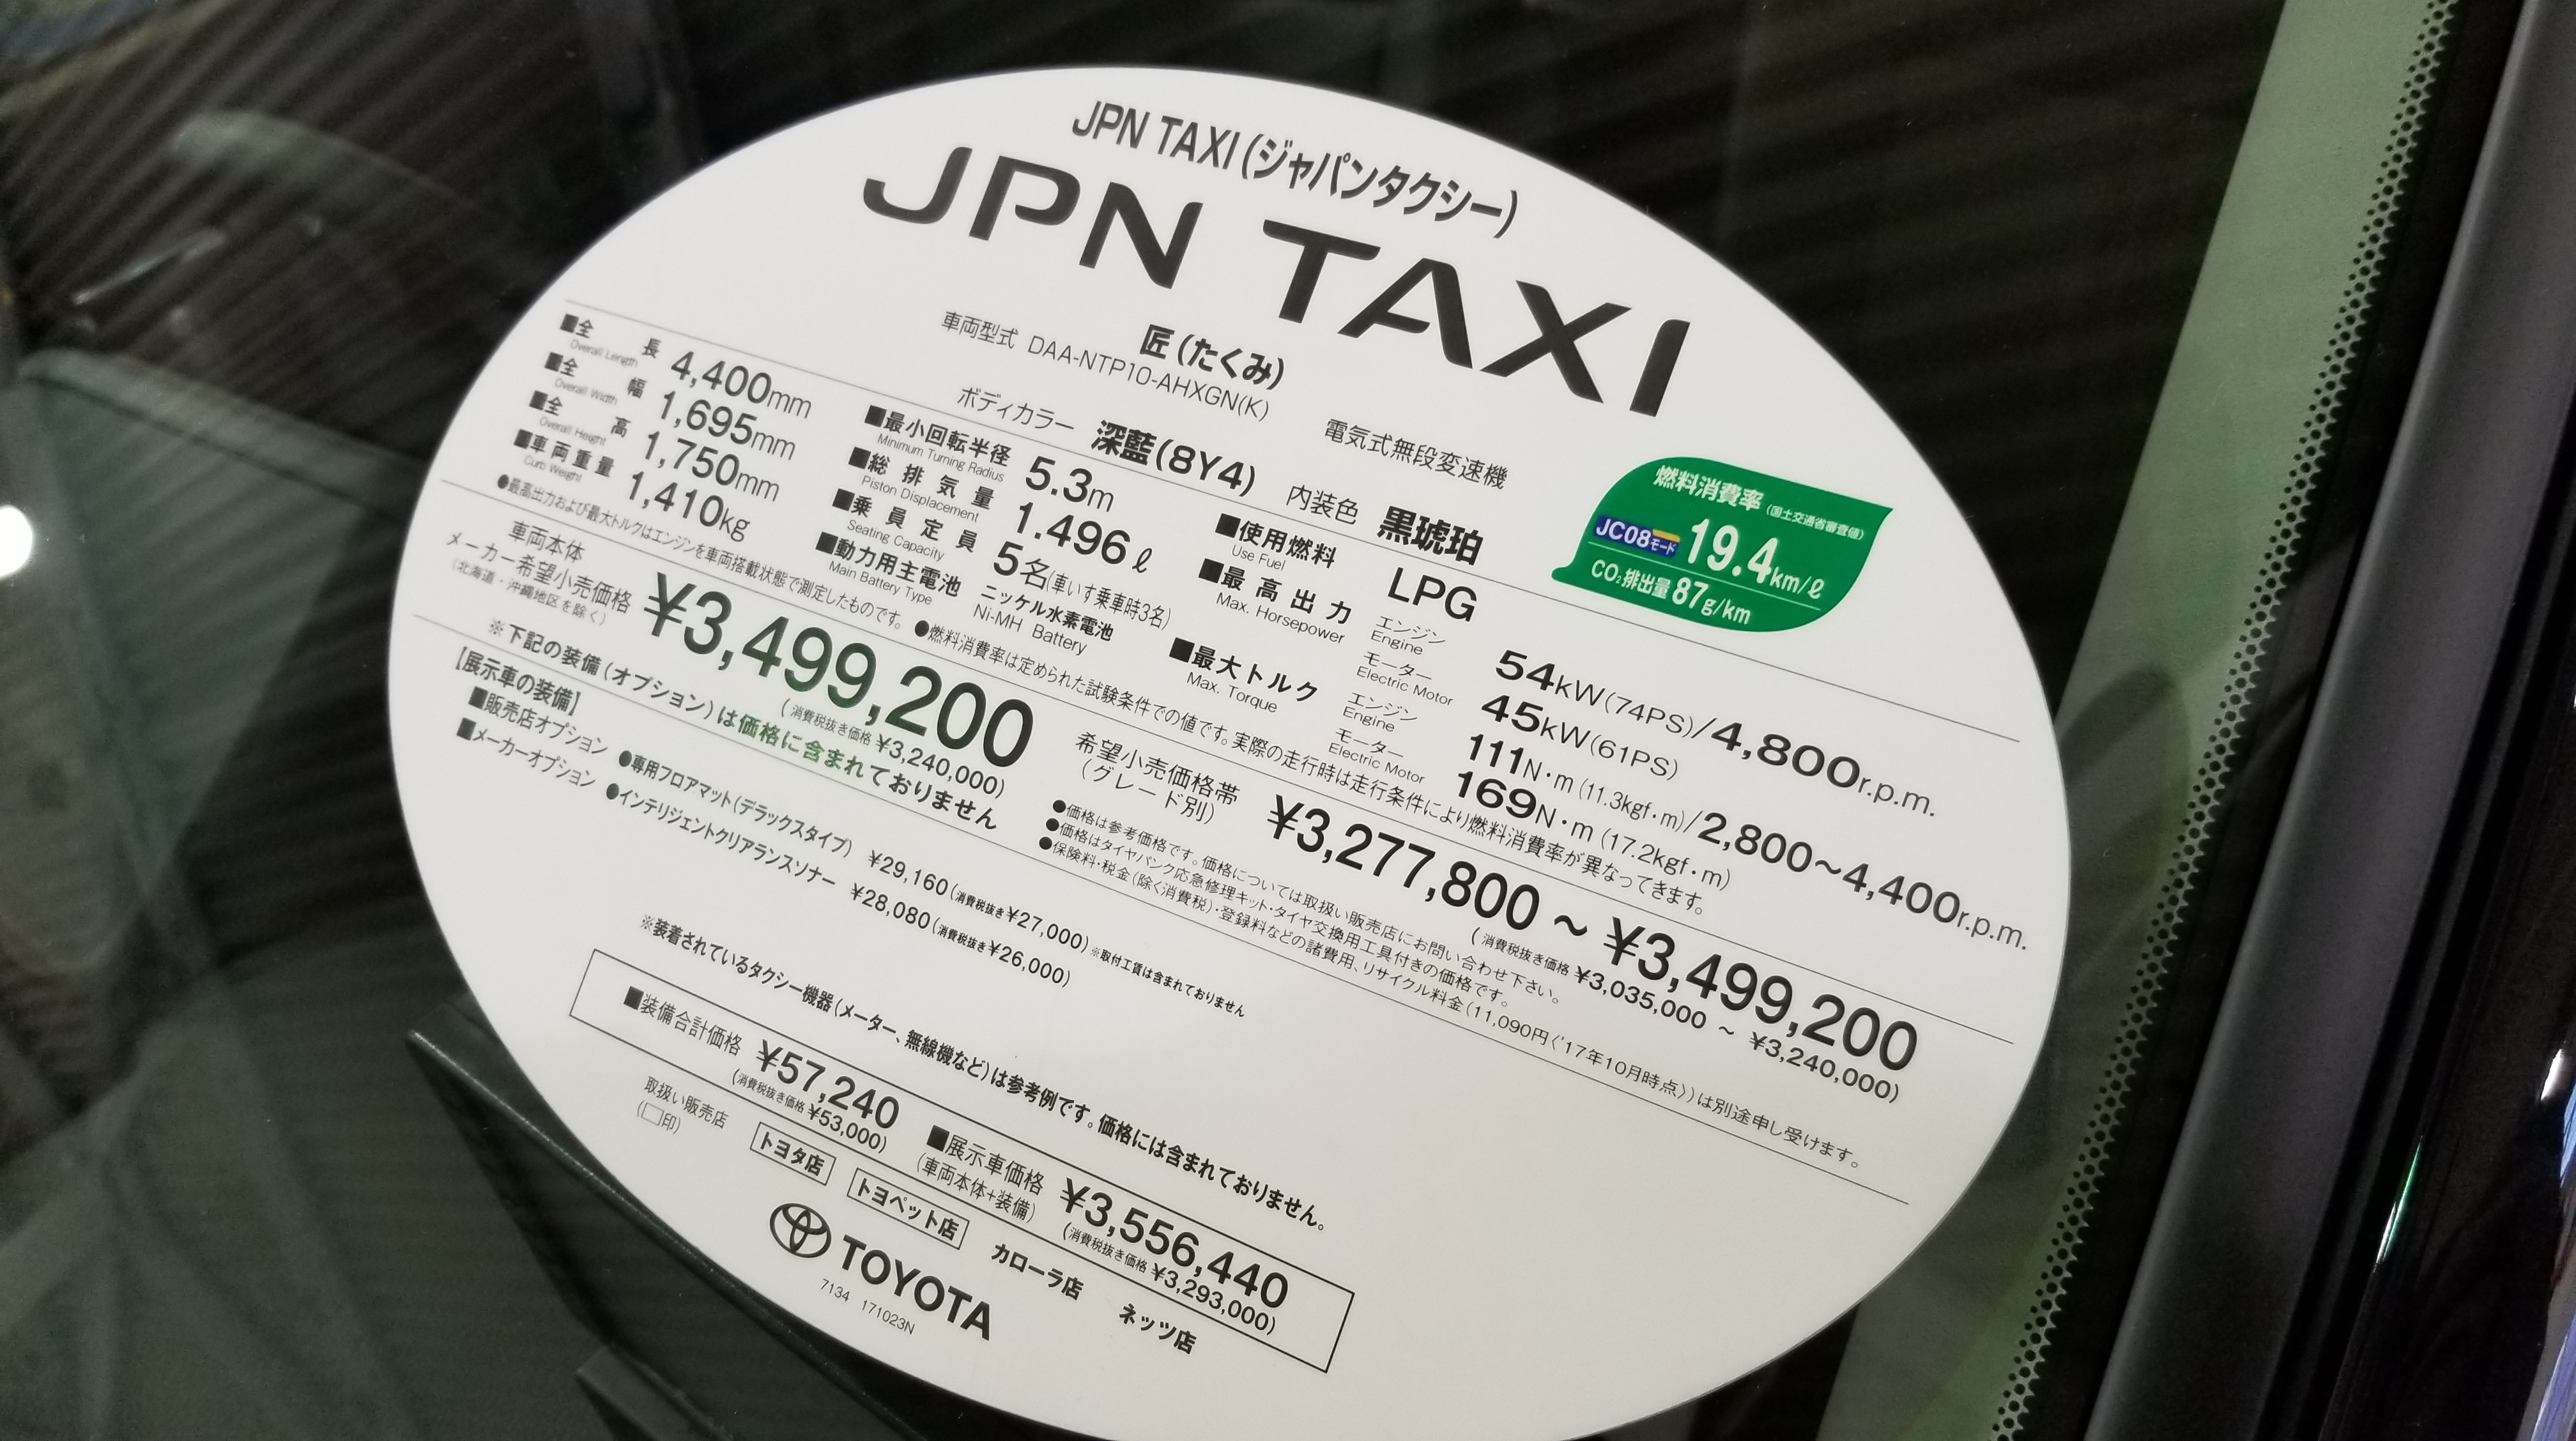 JPN TAXI(ジャパンタクシー)
JPN TAXI
匠(たくみ)
車両型式 DAA-NTP10-AHXGN(K) 電気式無段変速機
ボディカラー 深藍(8Y4) 内装色 黒琥珀
燃料消費率(国土交通省審査値)
JC08モード 19.4km/ℓ
CO₂排出量 87g/km
■全長 4,400mm
Overall Length
■全幅 1,695mm
Overall Width
■全高 1,750mm
Overall Height
■車両重量 1,410kg
Curb Weight
■最小回転半径 5.3m
Minimum Turning Radius
■総排気量 1.496ℓ
Piston Displacement
■乗員定員 5名(車いす乗車時3名)
Seating Capacity
■動力用主電池 ニッケル水素電池
Main Battery Type Ni-MH Battery
■使用燃料 LPG
Use Fuel
■最高出力 エンジン 54kW(74PS)/4,800r.p.m.
Max. Horsepower Engine
モーター 45kW(61PS)
Electric Motor
■最大トルク エンジン 111N・m(11.3kgf・m)/2,800~4,400r.p.m.
Max. Torque Engine
モーター 169N・m(17.2kgf・m)
Electric Motor
●最高出力および最大トルクはエンジンを車両搭載状態で測定したものです。 ●燃料消費率は定められた試験条件での値です。実際の走行時は走行条件により燃料消費率が異なってきます。
車両本体
メーカー希望小売価格 ¥3,499,200
(北海道・沖縄地区を除く)
(消費税抜き価格 ¥3,240,000)
※下記の装備(オプション)は価格に含まれておりません
希望小売価格帯
(グレード別) ¥3,277,800 ~ ¥3,499,200
(消費税抜き価格 ¥3,035,000 ~ ¥3,240,000)
●価格は参考価格です。価格については取扱い販売店にお問い合わせ下さい。
●価格はタイヤパンク応急修理キット・タイヤ交換用工具付きの価格です。
●保険料・税金(除く消費税)・登録料などの諸費用、リサイクル料金(11,090円〈'17年10月時点〉)は別途申し受けます。
【展示車の装備】
■販売店オプション ●専用フロアマット(デラックスタイプ) ¥29,160(消費税抜き¥27,000)※取付工賃は含まれておりません
■メーカーオプション ●インテリジェントクリアランスソナー ¥28,080(消費税抜き¥26,000)
※装着されているタクシー機器(メーター、無線機など)は参考例です。価格には含まれておりません。
■装備合計価格 ¥57,240
(消費税抜き価格 ¥53,000)
■展示車価格 ¥3,556,440
(車両本体+装備) (消費税抜き価格 ¥3,293,000)
取扱い販売店
(□印)
トヨタ店 トヨペット店 カローラ店 ネッツ店
TOYOTA
7134 171023N